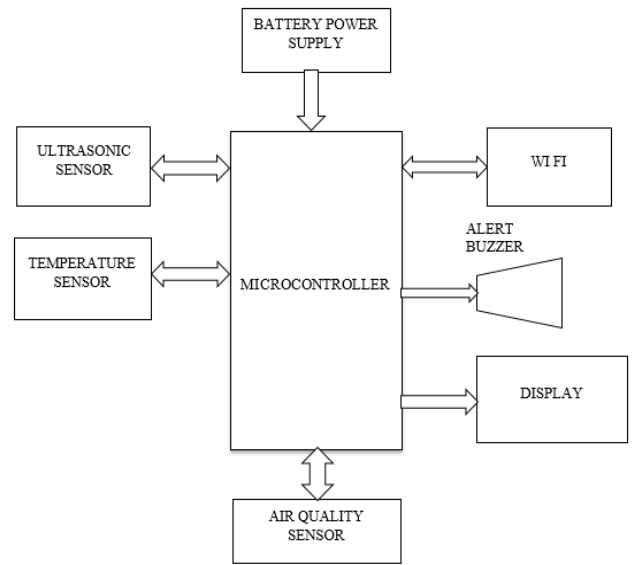 BATTERY POWER
SUPPLY
ULTRASONIC
SENSOR
WI FI
ALERT
BUZZER
TEMPERATURE
SENSOR
MICROCONTROLLER
DISPLAY
AIR QUALITY
SENSOR